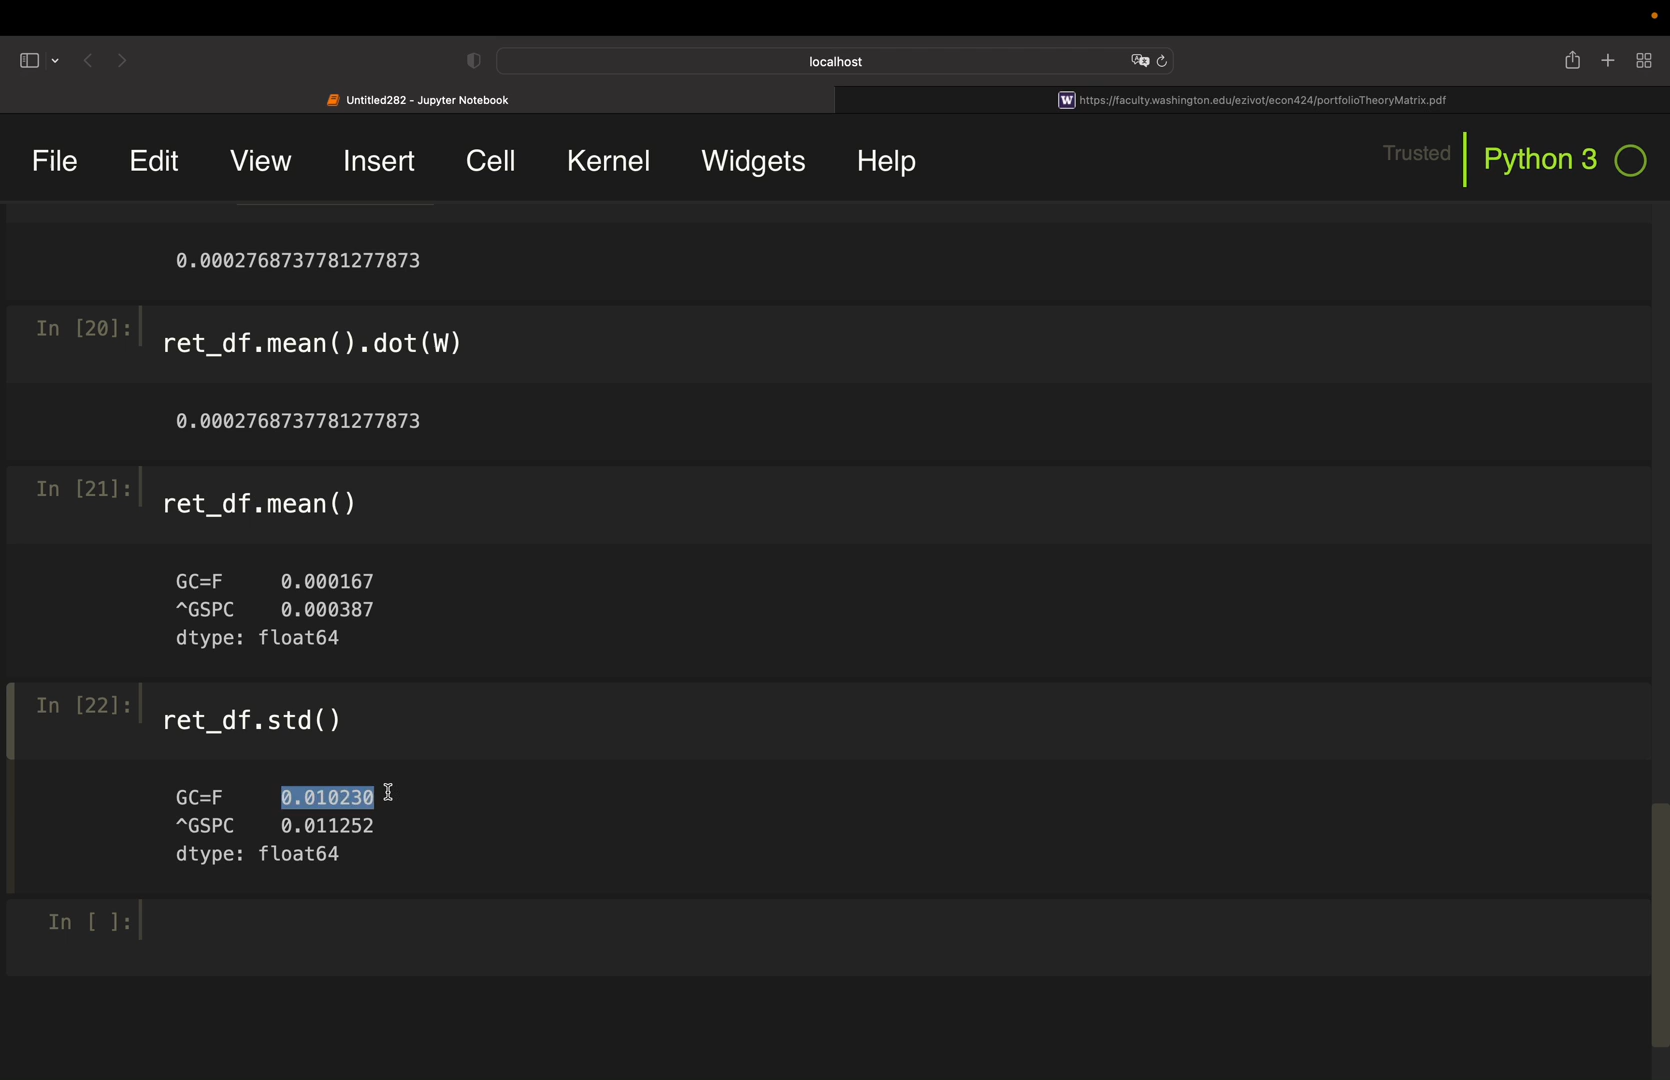 localhost
Untitled282 - Jupyter Notebook
W https://faculty.washington.edu/ezivot/econ424/portfolioTheoryMatrix.pdf
File Edit View Insert Cell Kernel Widgets Help Trusted Python 3
0.0002768737781277873
In [20]: ret_df.mean().dot(W)
0.0002768737781277873
In [21]: ret_df.mean()
GC=F 0.000167
^GSPC 0.000387
dtype: float64
In [22]: ret_df.std()
GC=F 0.010230
^GSPC 0.011252
dtype: float64
In [ ]: